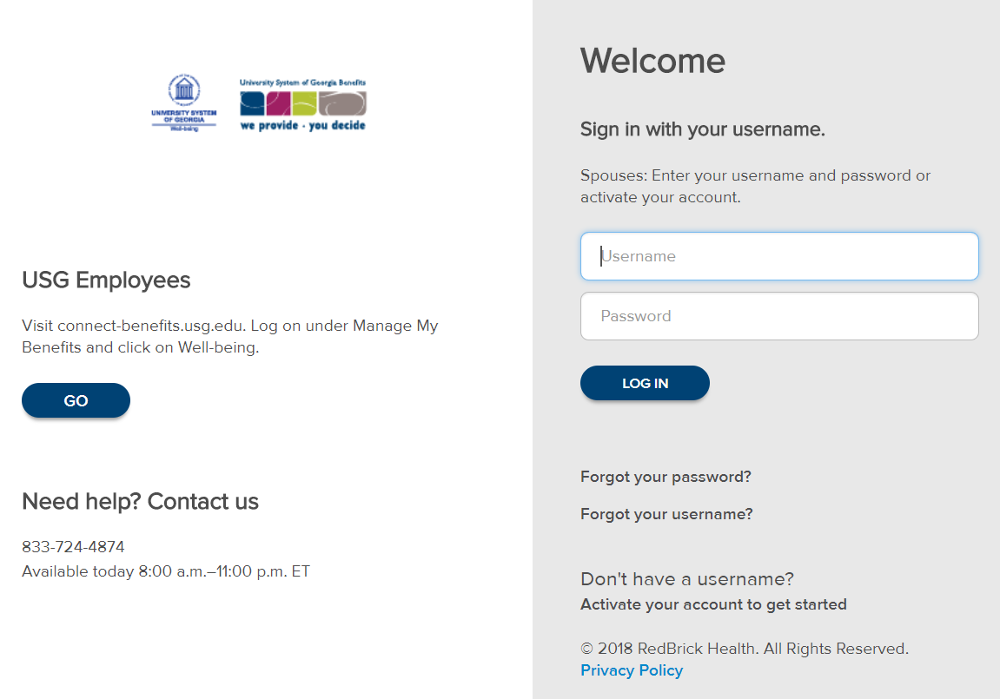 UNIVERSITY SYSTEM
OF GEORGIA
Well-being
University System of Georgia Benefits
we provide · you decide
USG Employees
Visit connect-benefits.usg.edu. Log on under Manage My
Benefits and click on Well-being.
GO
Need help? Contact us
833-724-4874
Available today 8:00 a.m.–11:00 p.m. ET
Welcome
Sign in with your username.
Spouses: Enter your username and password or
activate your account.
Username
Password
LOG IN
Forgot your password?
Forgot your username?
Don't have a username?
Activate your account to get started
© 2018 RedBrick Health. All Rights Reserved.
Privacy Policy